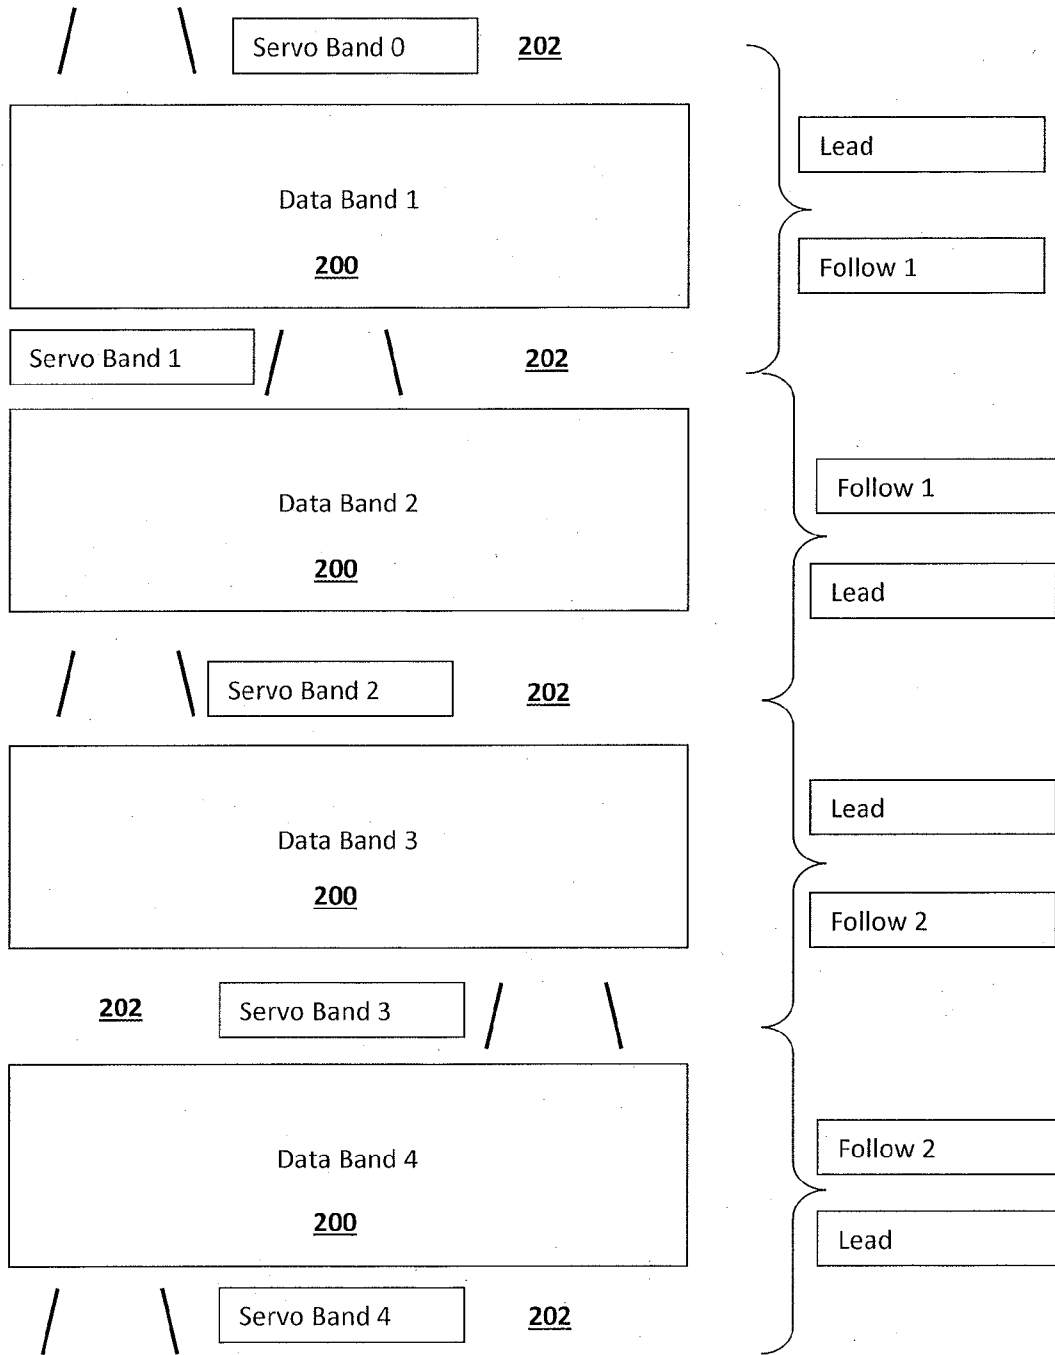 Servo Band 0 202
Lead
Data Band 1
200
Follow 1
Servo Band 1 202
Follow 1
Data Band 2
200
Lead
Servo Band 2 202
Lead
Data Band 3
200
Follow 2
202 Servo Band 3
Follow 2
Data Band 4
200
Lead
Servo Band 4 202